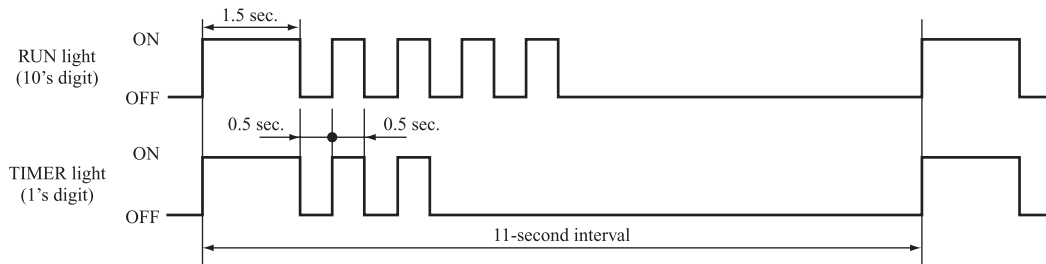 1.5 sec.
ON
RUN light
(10’s digit)
OFF
0.5 sec.
0.5 sec.
ON
TIMER light
(1’s digit)
OFF
11-second interval